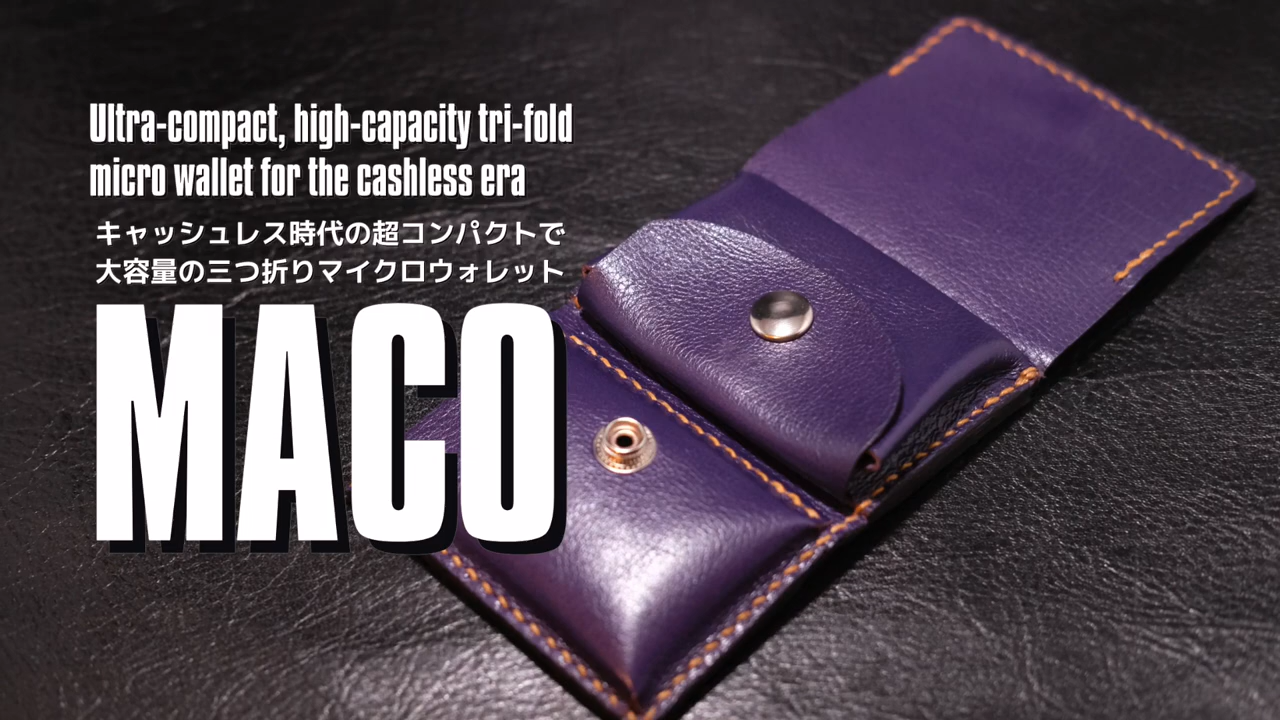 Ultra-compact, high-capacity tri-fold
micro wallet for the cashless era
キャッシュレス時代の超コンパクトで
大容量の三つ折りマイクロウォレット
MACO